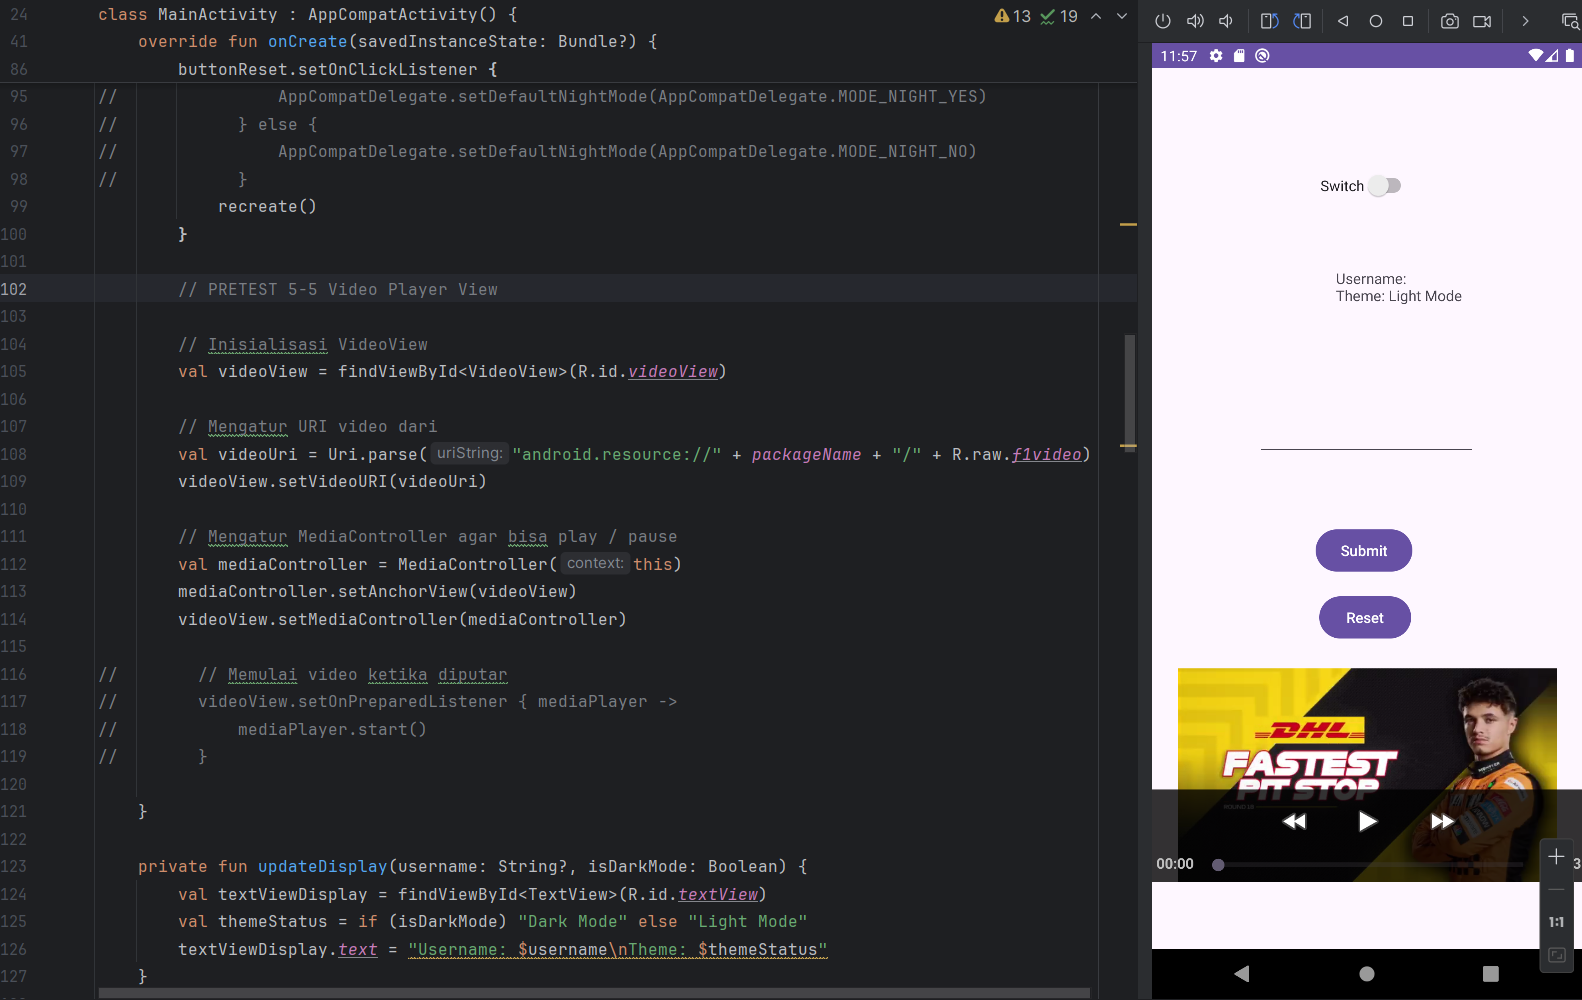 24 class MainActivity : AppCompatActivity() {
41 override fun onCreate(savedInstanceState: Bundle?) {
86 buttonReset.setOnClickListener {
95 // AppCompatDelegate.setDefaultNightMode(AppCompatDelegate.MODE_NIGHT_YES)
96 // } else {
97 // AppCompatDelegate.setDefaultNightMode(AppCompatDelegate.MODE_NIGHT_NO)
98 // }
99 recreate()
100 }
101
102 // PRETEST 5-5 Video Player View
103
104 // Inisialisasi VideoView
105 val videoView = findViewById<VideoView>(R.id.videoView)
106
107 // Mengatur URI video dari
108 val videoUri = Uri.parse( uriString: "android.resource://" + packageName + "/" + R.raw.f1video)
109 videoView.setVideoURI(videoUri)
110
111 // Mengatur MediaController agar bisa play / pause
112 val mediaController = MediaController( context: this)
113 mediaController.setAnchorView(videoView)
114 videoView.setMediaController(mediaController)
115
116 // // Memulai video ketika diputar
117 // videoView.setOnPreparedListener { mediaPlayer ->
118 // mediaPlayer.start()
119 // }
120
121 }
122
123 private fun updateDisplay(username: String?, isDarkMode: Boolean) {
124 val textViewDisplay = findViewById<TextView>(R.id.textView)
125 val themeStatus = if (isDarkMode) "Dark Mode" else "Light Mode"
126 textViewDisplay.text = "Username: $username\nTheme: $themeStatus"
127 }
13 19
11:57
Switch
Username:
Theme: Light Mode
Submit
Reset
DHL
FASTEST
PIT STOP
00:00
3
1:1